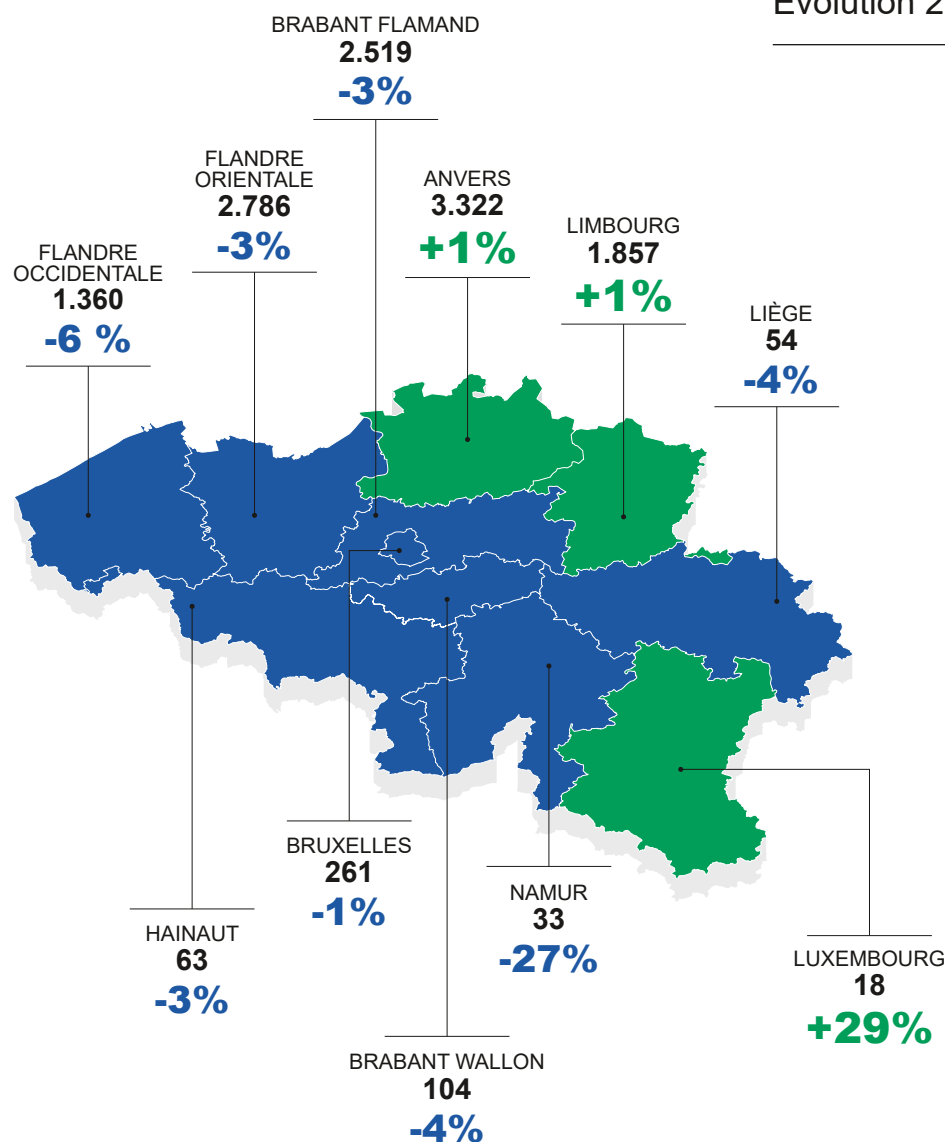 Evolution 2
BRABANT FLAMAND
2.519
-3%
FLANDRE
ORIENTALE
2.786
-3%
ANVERS
3.322
+1%
LIMBOURG
1.857
+1%
FLANDRE
OCCIDENTALE
1.360
-6 %
LIÈGE
54
-4%
BRUXELLES
261
-1%
NAMUR
33
-27%
HAINAUT
63
-3%
LUXEMBOURG
18
+29%
BRABANT WALLON
104
-4%